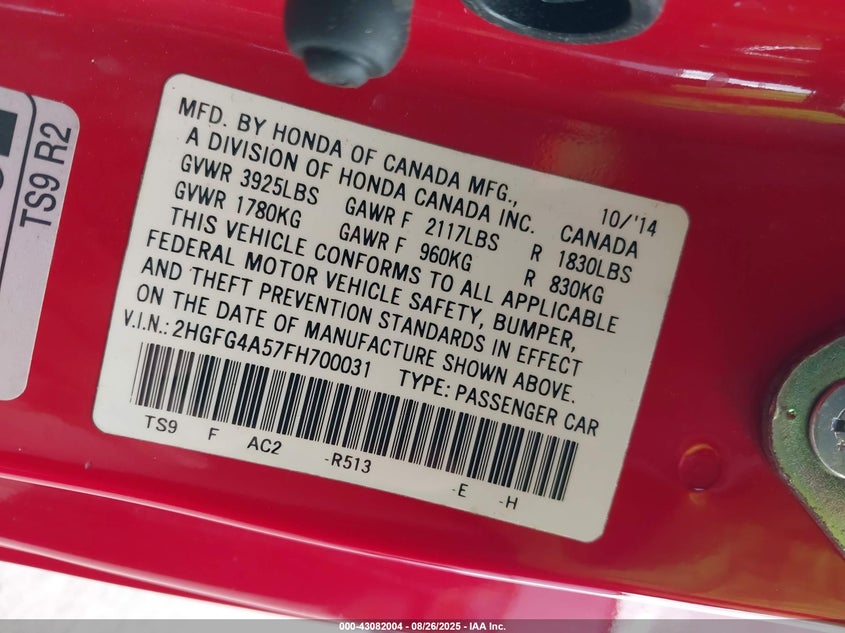 TS9 R2
MFD. BY HONDA OF CANADA MFG.,
A DIVISION OF HONDA CANADA INC. 10/'14
GVWR 3925LBS GAWR F 2117LBS R 1830LBS CANADA
GVWR 1780KG GAWR F 960KG R 830KG
THIS VEHICLE CONFORMS TO ALL APPLICABLE
FEDERAL MOTOR VEHICLE SAFETY, BUMPER,
AND THEFT PREVENTION STANDARDS IN EFFECT
ON THE DATE OF MANUFACTURE SHOWN ABOVE.
V.I.N.: 2HGFG4A57FH700031 TYPE: PASSENGER CAR
TS9 F AC2 -R513 -E -H
000-43082004 - 08/26/2025 - IAA Inc.